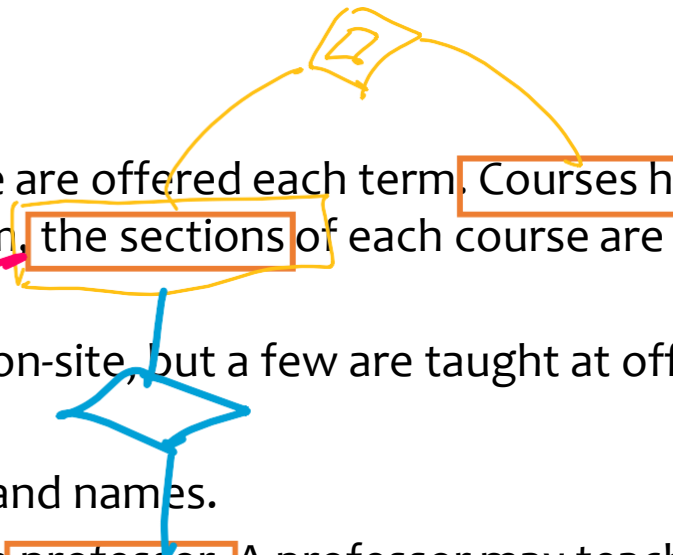 are offered each term. Courses h
the sections of each course are
on-site, but a few are taught at off
and names.
professor. A professor may teach